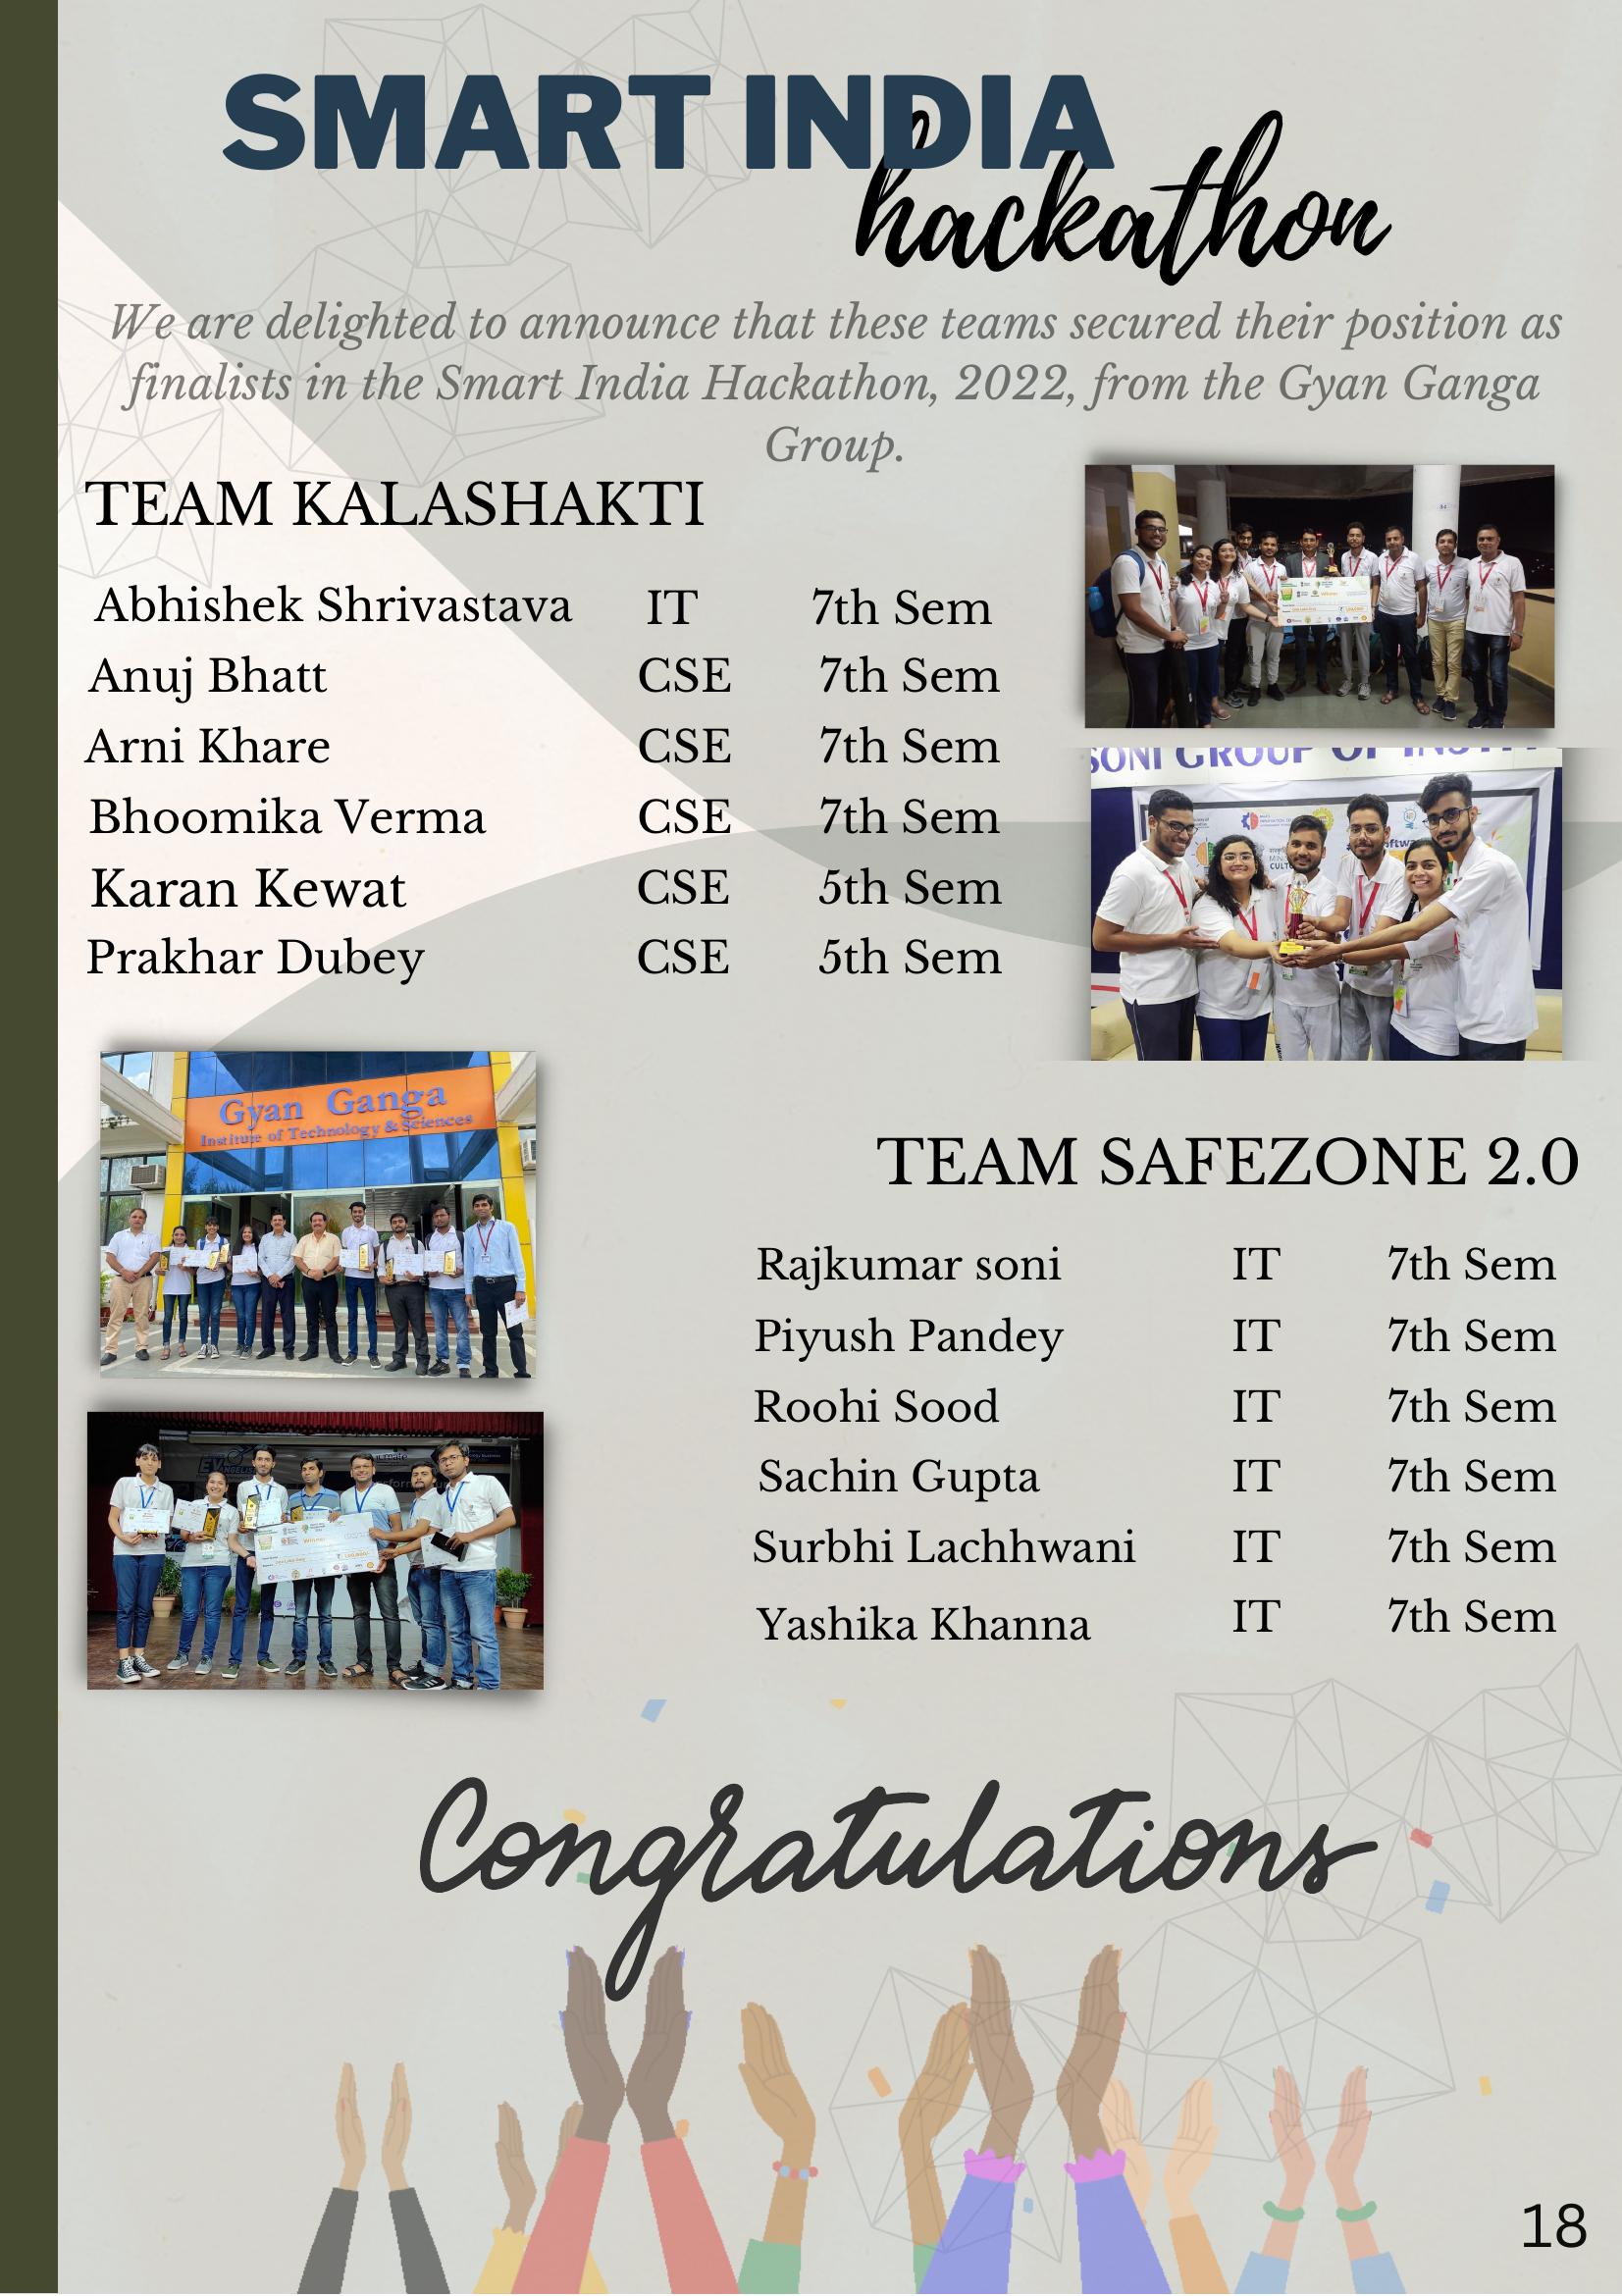 SMART INDIA
hackathon
We are delighted to announce that these teams secured their position as
finalists in the Smart India Hackathon, 2022, from the Gyan Ganga
Group.
TEAM KALASHAKTI
Abhishek Shrivastava IT 7th Sem
Anuj Bhatt CSE 7th Sem
Arni Khare CSE 7th Sem
Bhoomika Verma CSE 7th Sem
Karan Kewat CSE 5th Sem
Prakhar Dubey CSE 5th Sem
Winner
SONI GROUP OF
Gyan Ganga
Institute of Technology & Sciences
TEAM SAFEZONE 2.0
Rajkumar soni IT 7th Sem
Piyush Pandey IT 7th Sem
Roohi Sood IT 7th Sem
Sachin Gupta IT 7th Sem
Surbhi Lachhwani IT 7th Sem
Yashika Khanna IT 7th Sem
Winner
Congratulations
18